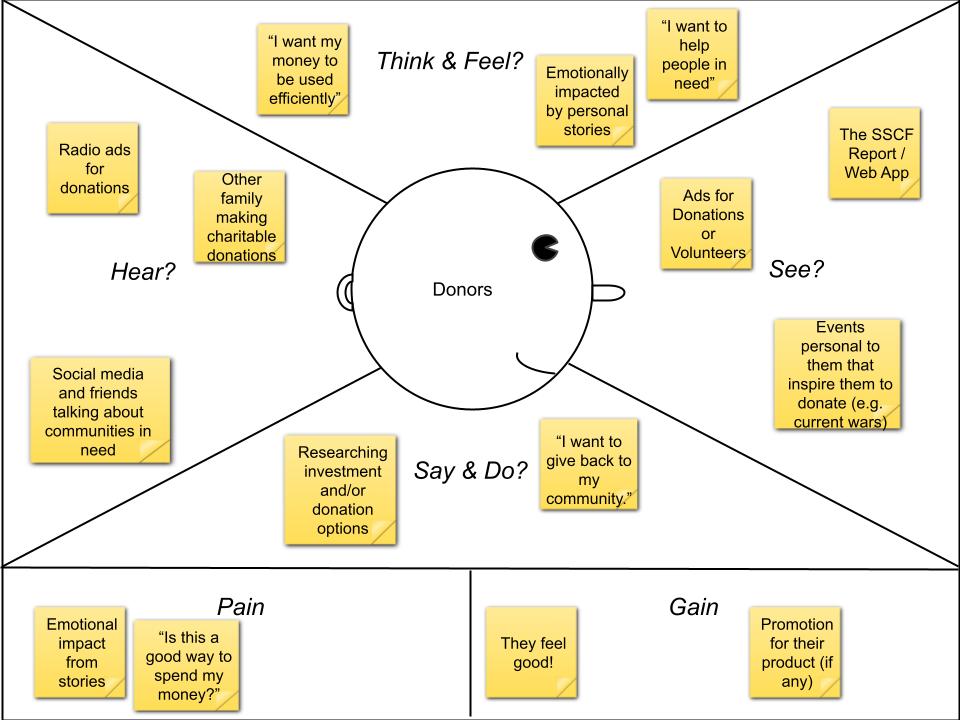 Think & Feel?
“I want my
money to
be used
efficiently”
Emotionally
impacted
by personal
stories
“I want to
help
people in
need”
Hear?
Radio ads
for
donations
Other
family
making
charitable
donations
Social media
and friends
talking about
communities in
need
Donors
See?
The SSCF
Report /
Web App
Ads for
Donations
or
Volunteers
Events
personal to
them that
inspire them to
donate (e.g.
current wars)
Say & Do?
Researching
investment
and/or
donation
options
“I want to
give back to
my
community.”
Pain
Emotional
impact
from
stories
“Is this a
good way to
spend my
money?”
Gain
They feel
good!
Promotion
for their
product (if
any)